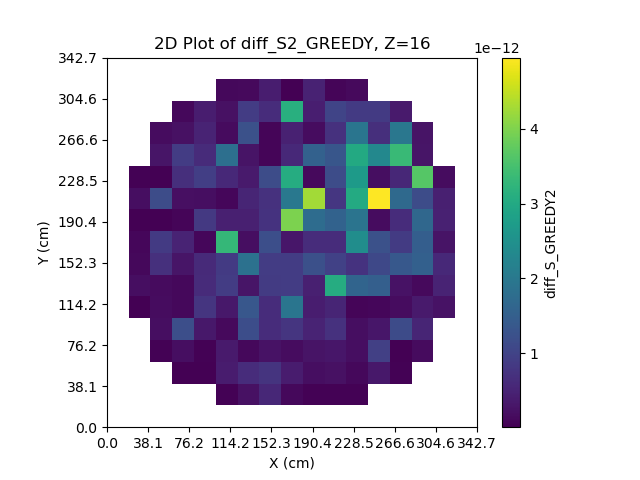 2D Plot of diff_S2_GREEDY, Z=16
1e−12
342.7
304.6
266.6
228.5
190.4
152.3
114.2
76.2
38.1
0.0
Y (cm)
0.0 38.1 76.2 114.2 152.3 190.4 228.5 266.6 304.6 342.7
X (cm)
4
3
2
1
diff_S_GREEDY2